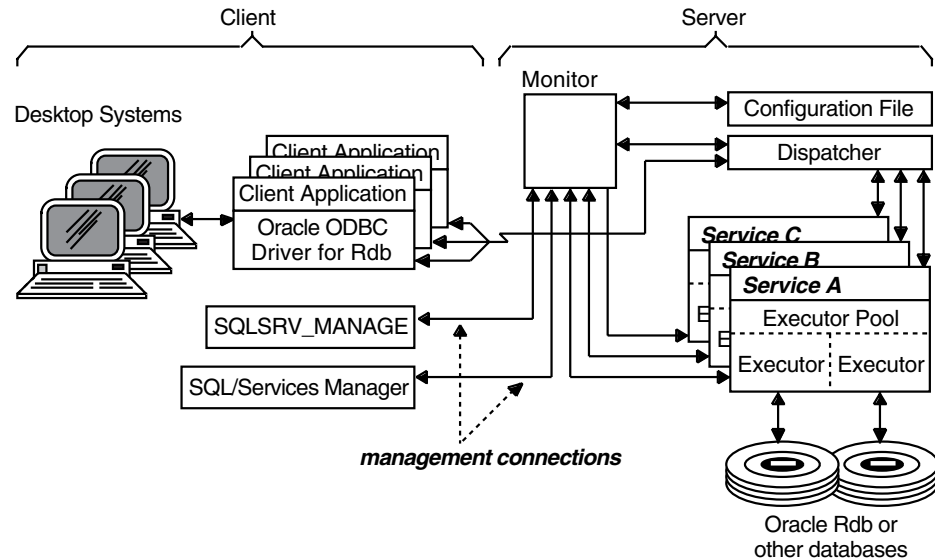 Client
Server
Monitor
Desktop Systems
Configuration File
Dispatcher
Client Application
Client Application
Client Application
Oracle ODBC
Driver for Rdb
Service C
Service B
Service A
E
E
Executor Pool
Executor
Executor
SQLSRV_MANAGE
SQL/Services Manager
management connections
Oracle Rdb or
other databases